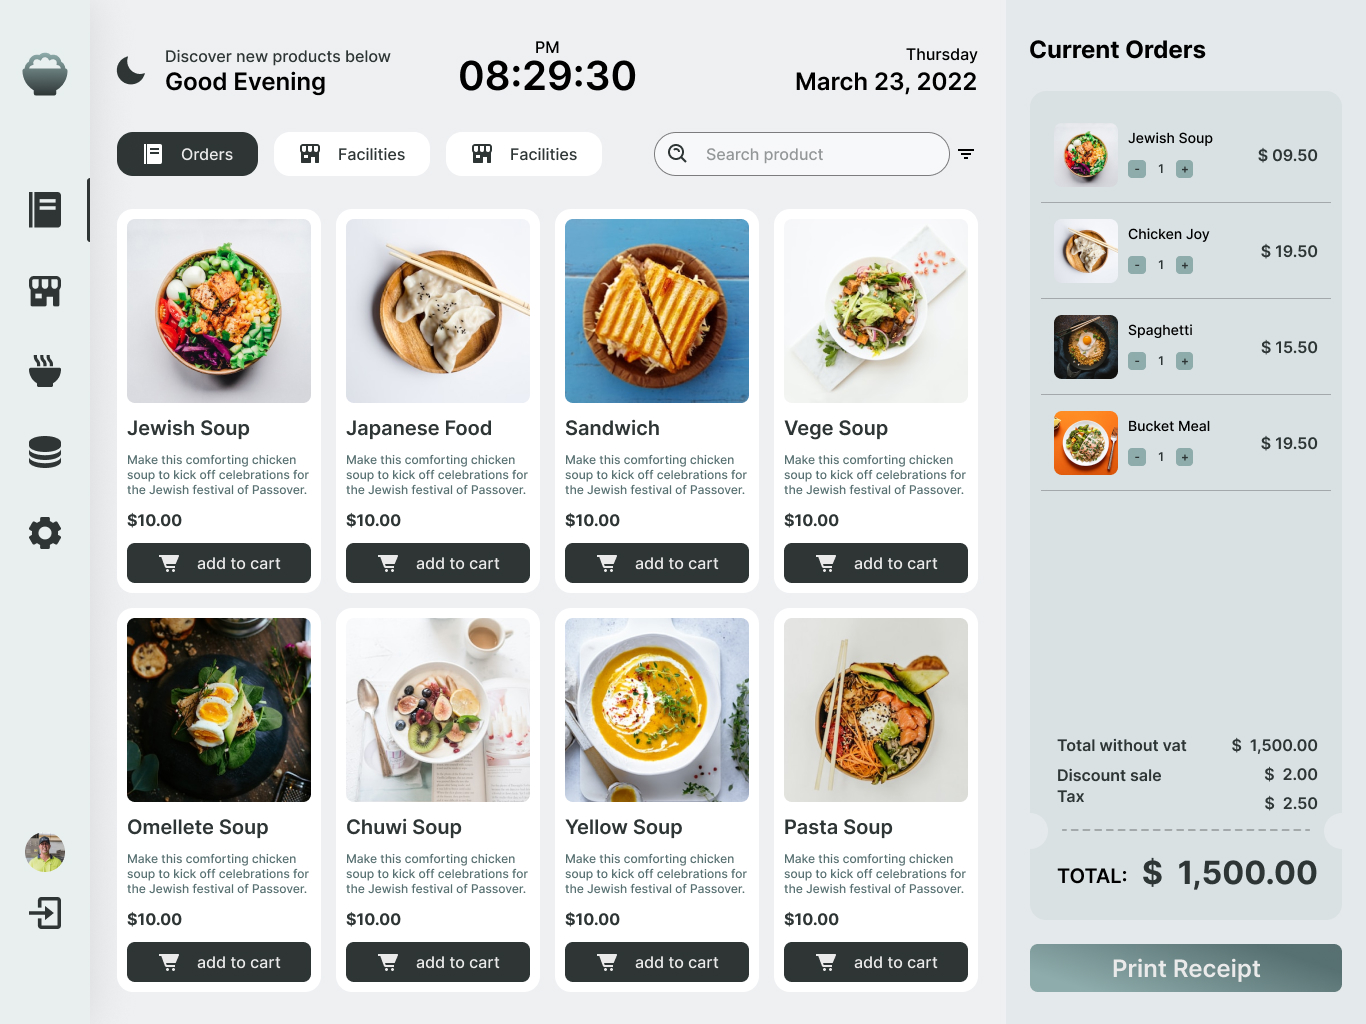 Discover new products below
Good Evening
PM
08:29:30
Thursday
March 23, 2022
Orders
Facilities
Facilities
Search product
Jewish Soup
Make this comforting chicken
soup to kick off celebrations for
the Jewish festival of Passover.
$10.00
add to cart
Japanese Food
Make this comforting chicken
soup to kick off celebrations for
the Jewish festival of Passover.
$10.00
add to cart
Sandwich
Make this comforting chicken
soup to kick off celebrations for
the Jewish festival of Passover.
$10.00
add to cart
Vege Soup
Make this comforting chicken
soup to kick off celebrations for
the Jewish festival of Passover.
$10.00
add to cart
Omellete Soup
Make this comforting chicken
soup to kick off celebrations for
the Jewish festival of Passover.
$10.00
add to cart
Chuwi Soup
Make this comforting chicken
soup to kick off celebrations for
the Jewish festival of Passover.
$10.00
add to cart
Yellow Soup
Make this comforting chicken
soup to kick off celebrations for
the Jewish festival of Passover.
$10.00
add to cart
Pasta Soup
Make this comforting chicken
soup to kick off celebrations for
the Jewish festival of Passover.
$10.00
add to cart
Current Orders
Jewish Soup
- 1 +
$ 09.50
Chicken Joy
- 1 +
$ 19.50
Spaghetti
- 1 +
$ 15.50
Bucket Meal
- 1 +
$ 19.50
Total without vat $ 1,500.00
Discount sale $ 2.00
Tax $ 2.50
TOTAL: $ 1,500.00
Print Receipt